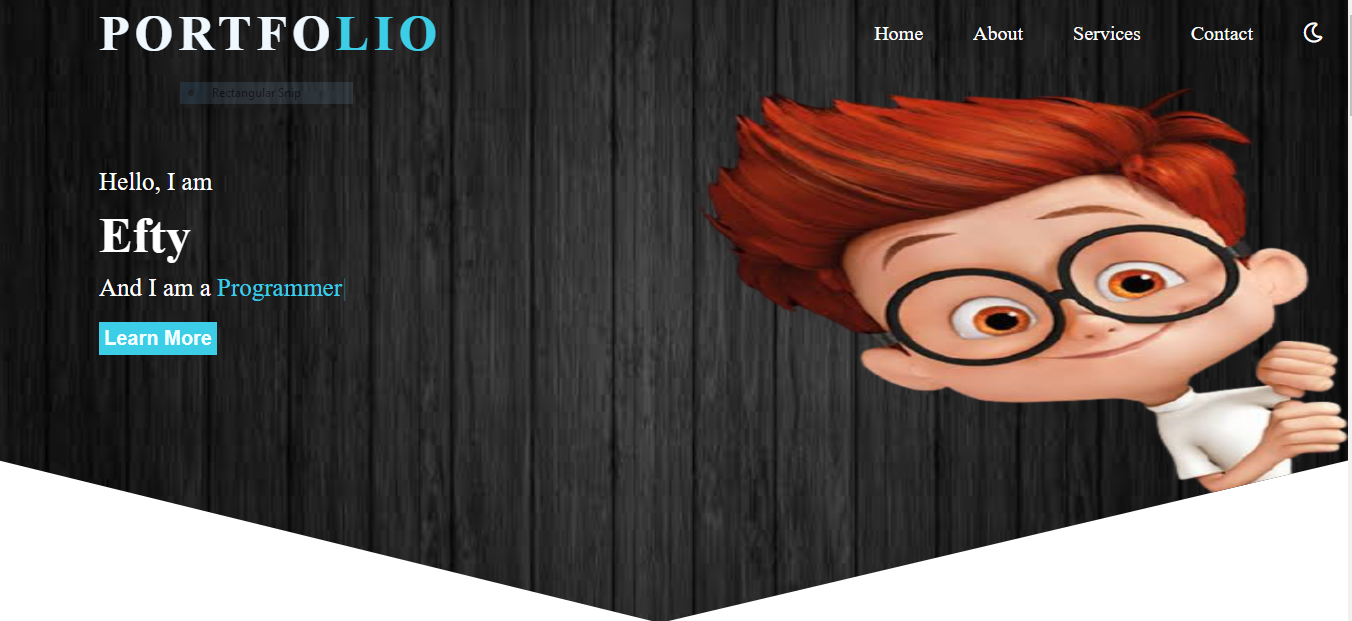 PORTFOLIO
Home About Services Contact
Rectangular Snip
Hello, I am
Efty
And I am a Programmer
Learn More